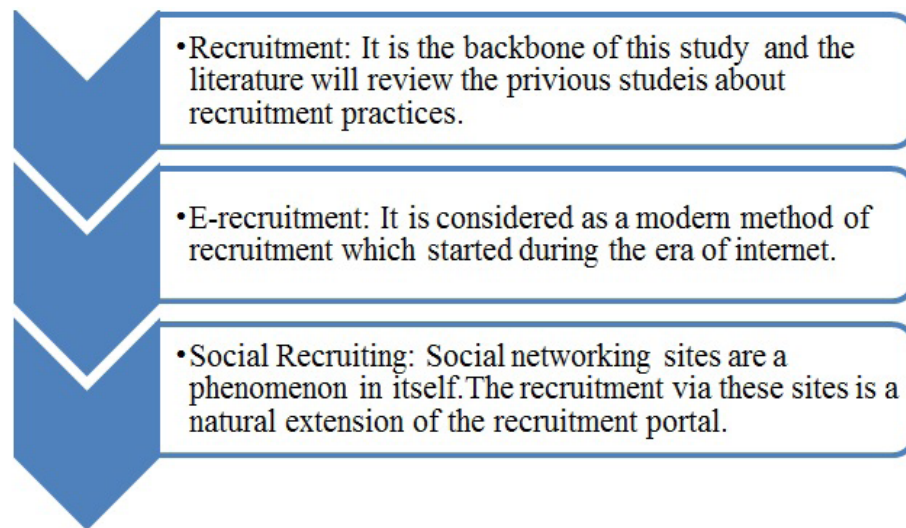 •Recruitment: It is the backbone of this study and the
literature will review the privious studeis about
recruitment practices.
•E-recruitment: It is considered as a modern method of
recruitment which started during the era of internet.
•Social Recruiting: Social networking sites are a
phenomenon in itself.The recruitment via these sites is a
natural extension of the recruitment portal.